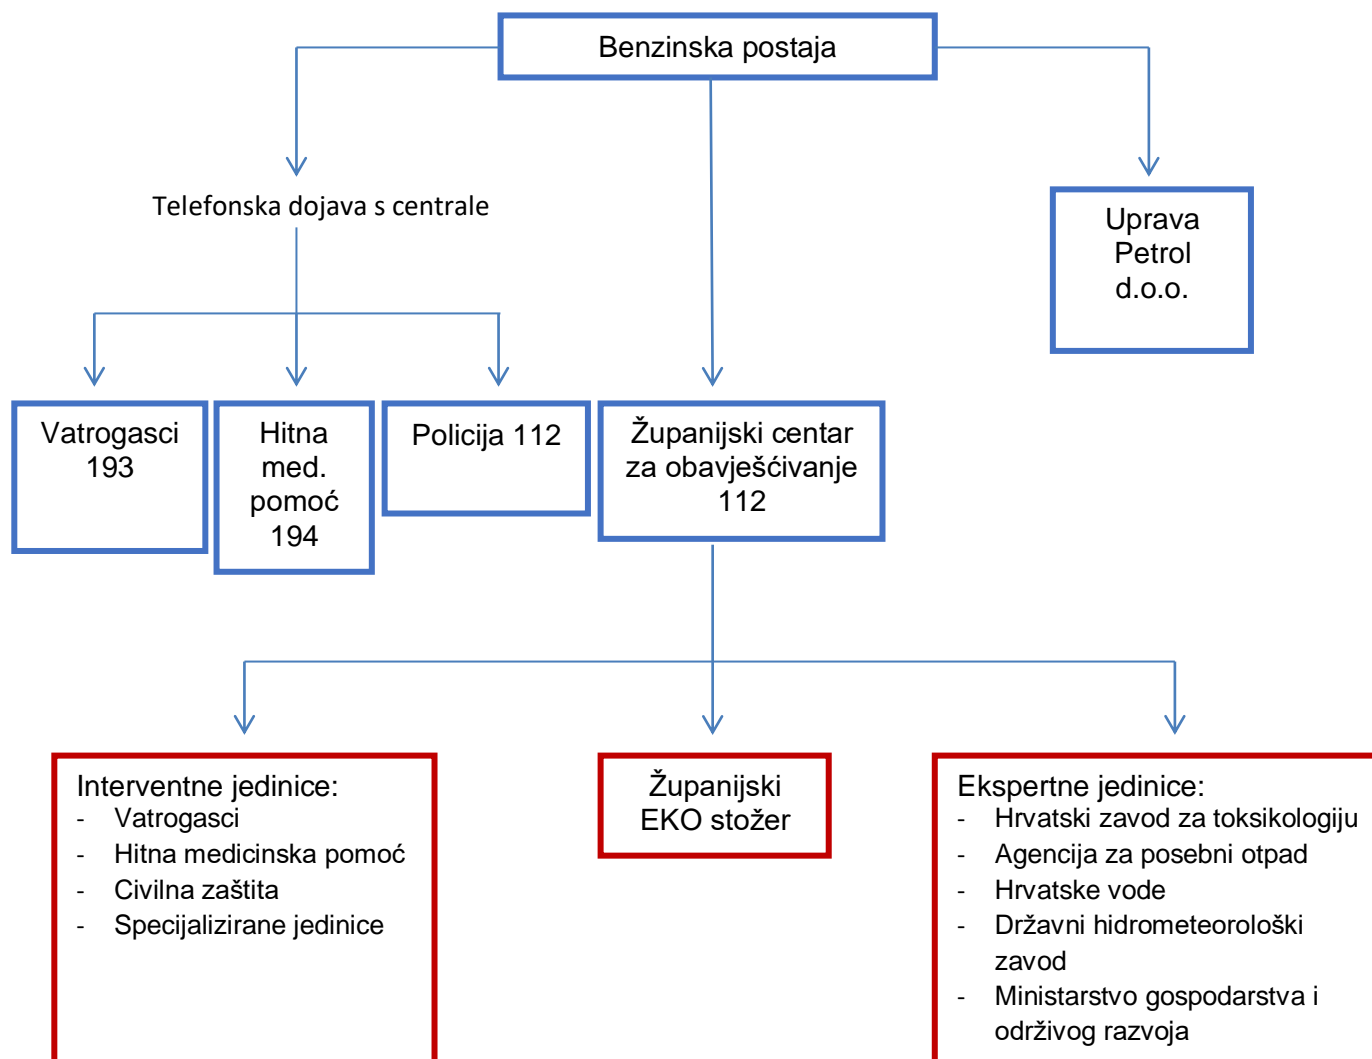 Benzinska postaja
Telefonska dojava s centrale
Uprava
Petrol
d.o.o.
Vatrogasci
193
Hitna
med.
pomoć
194
Policija 112
Županijski centar
za obavješćivanje
112
Interventne jedinice:
- Vatrogasci
- Hitna medicinska pomoć
- Civilna zaštita
- Specijalizirane jedinice
Županijski
EKO stožer
Ekspertne jedinice:
- Hrvatski zavod za toksikologiju
- Agencija za posebni otpad
- Hrvatske vode
- Državni hidrometeorološki
zavod
- Ministarstvo gospodarstva i
održivog razvoja